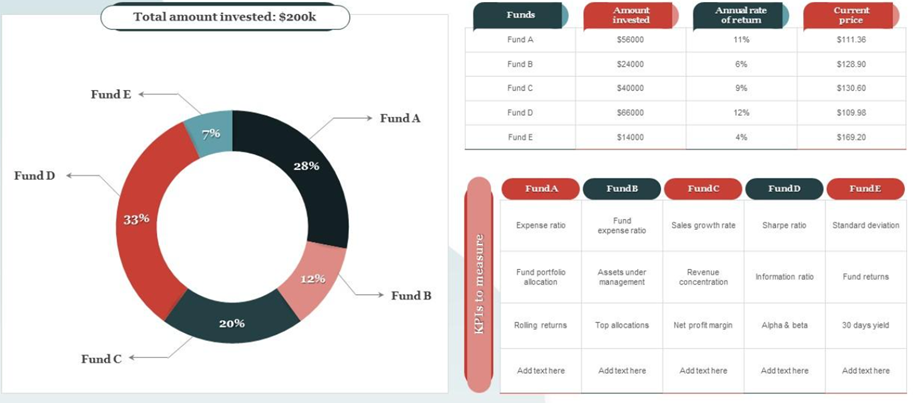 Total amount invested: $200k
Fund E
Fund A
Fund D
Fund B
Fund C
7%
28%
33%
12%
20%
Funds
Amount
invested
Annual rate
of return
Current
price
Fund A $56000 11% $111.36
Fund B $24000 6% $128.90
Fund C $40000 9% $130.60
Fund D $66000 12% $109.98
Fund E $14000 4% $169.20
KPIs to measure
Fund A Fund B Fund C Fund D Fund E
Expense ratio
Fund
expense ratio
Sales growth rate
Sharpe ratio
Standard deviation
Fund portfolio
allocation
Assets under
management
Revenue
concentration
Information ratio
Fund returns
Rolling returns
Top allocations
Net profit margin
Alpha & beta
30 days yield
Add text here Add text here Add text here Add text here Add text here